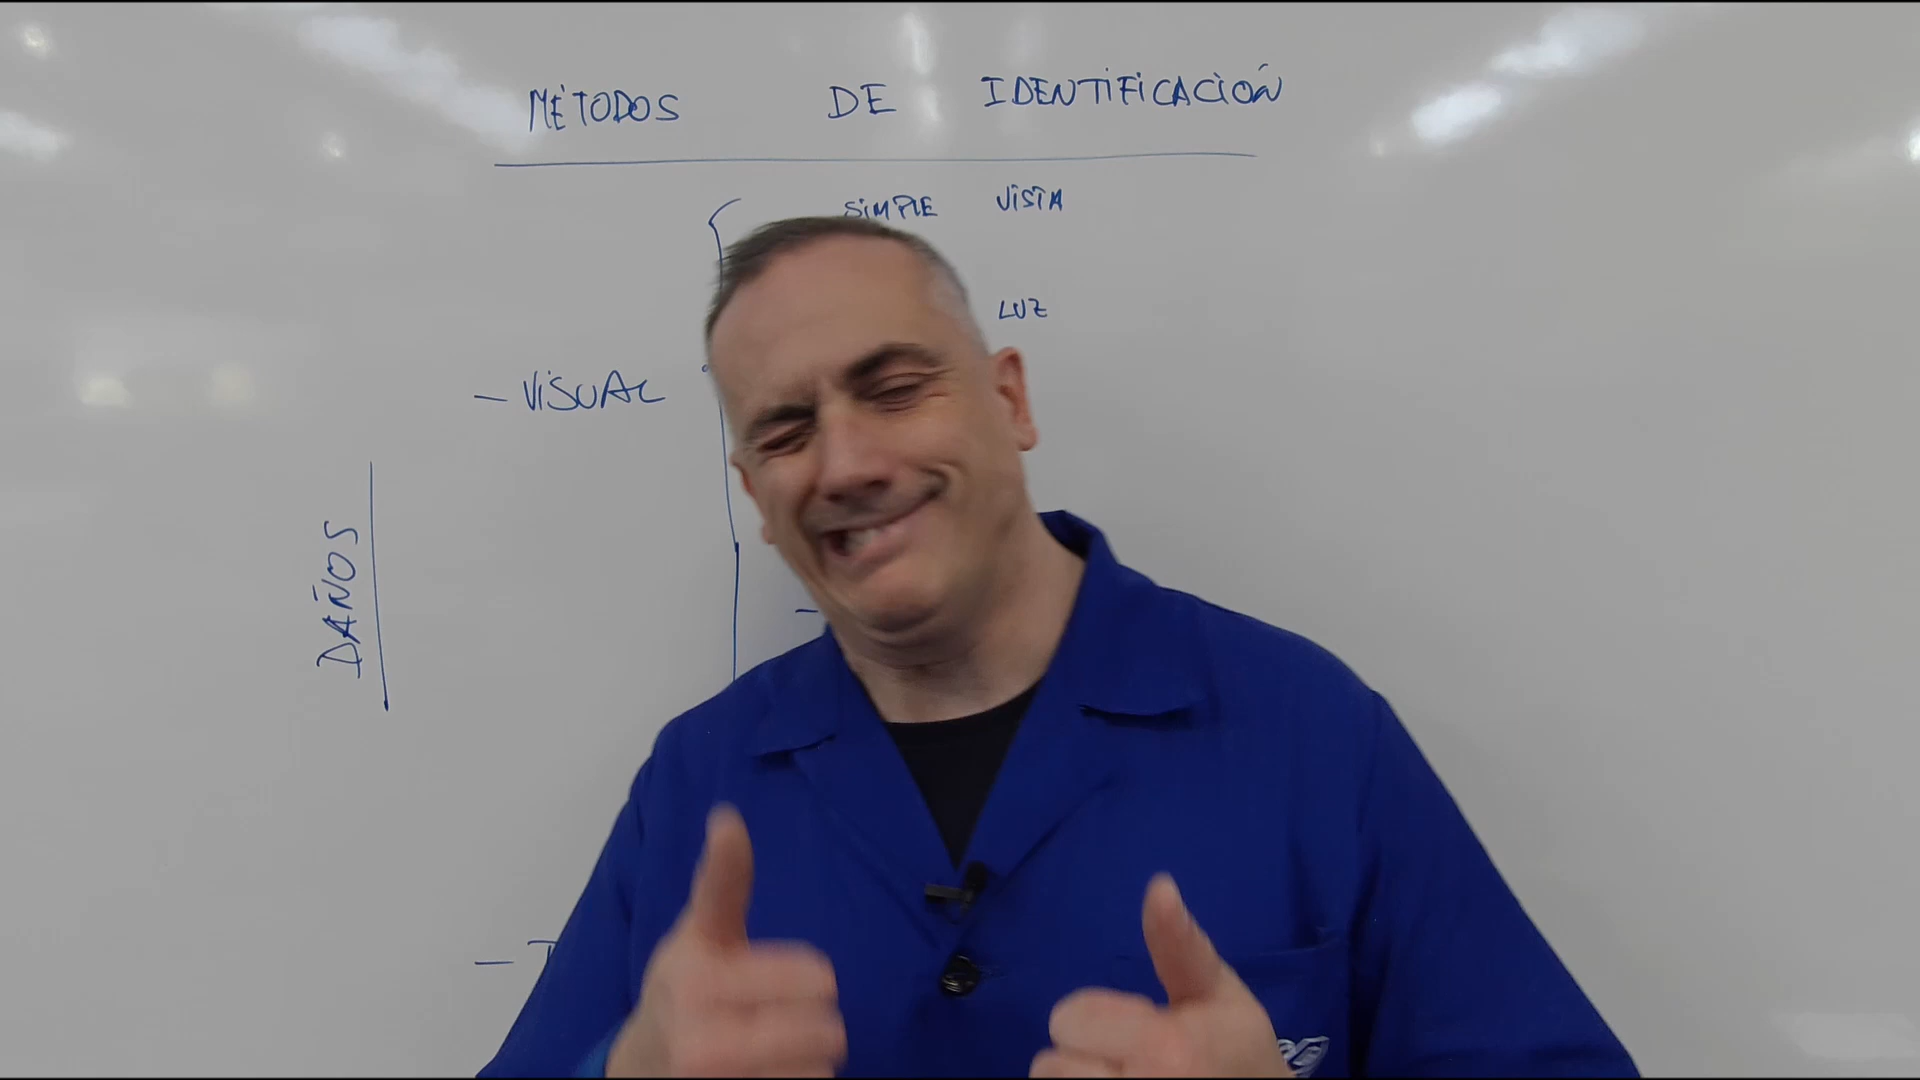 MÉTODOS DE IDENTIFICACIÓN
SIMPLE VISTA
LUZ
- VISUAL
DAÑOS